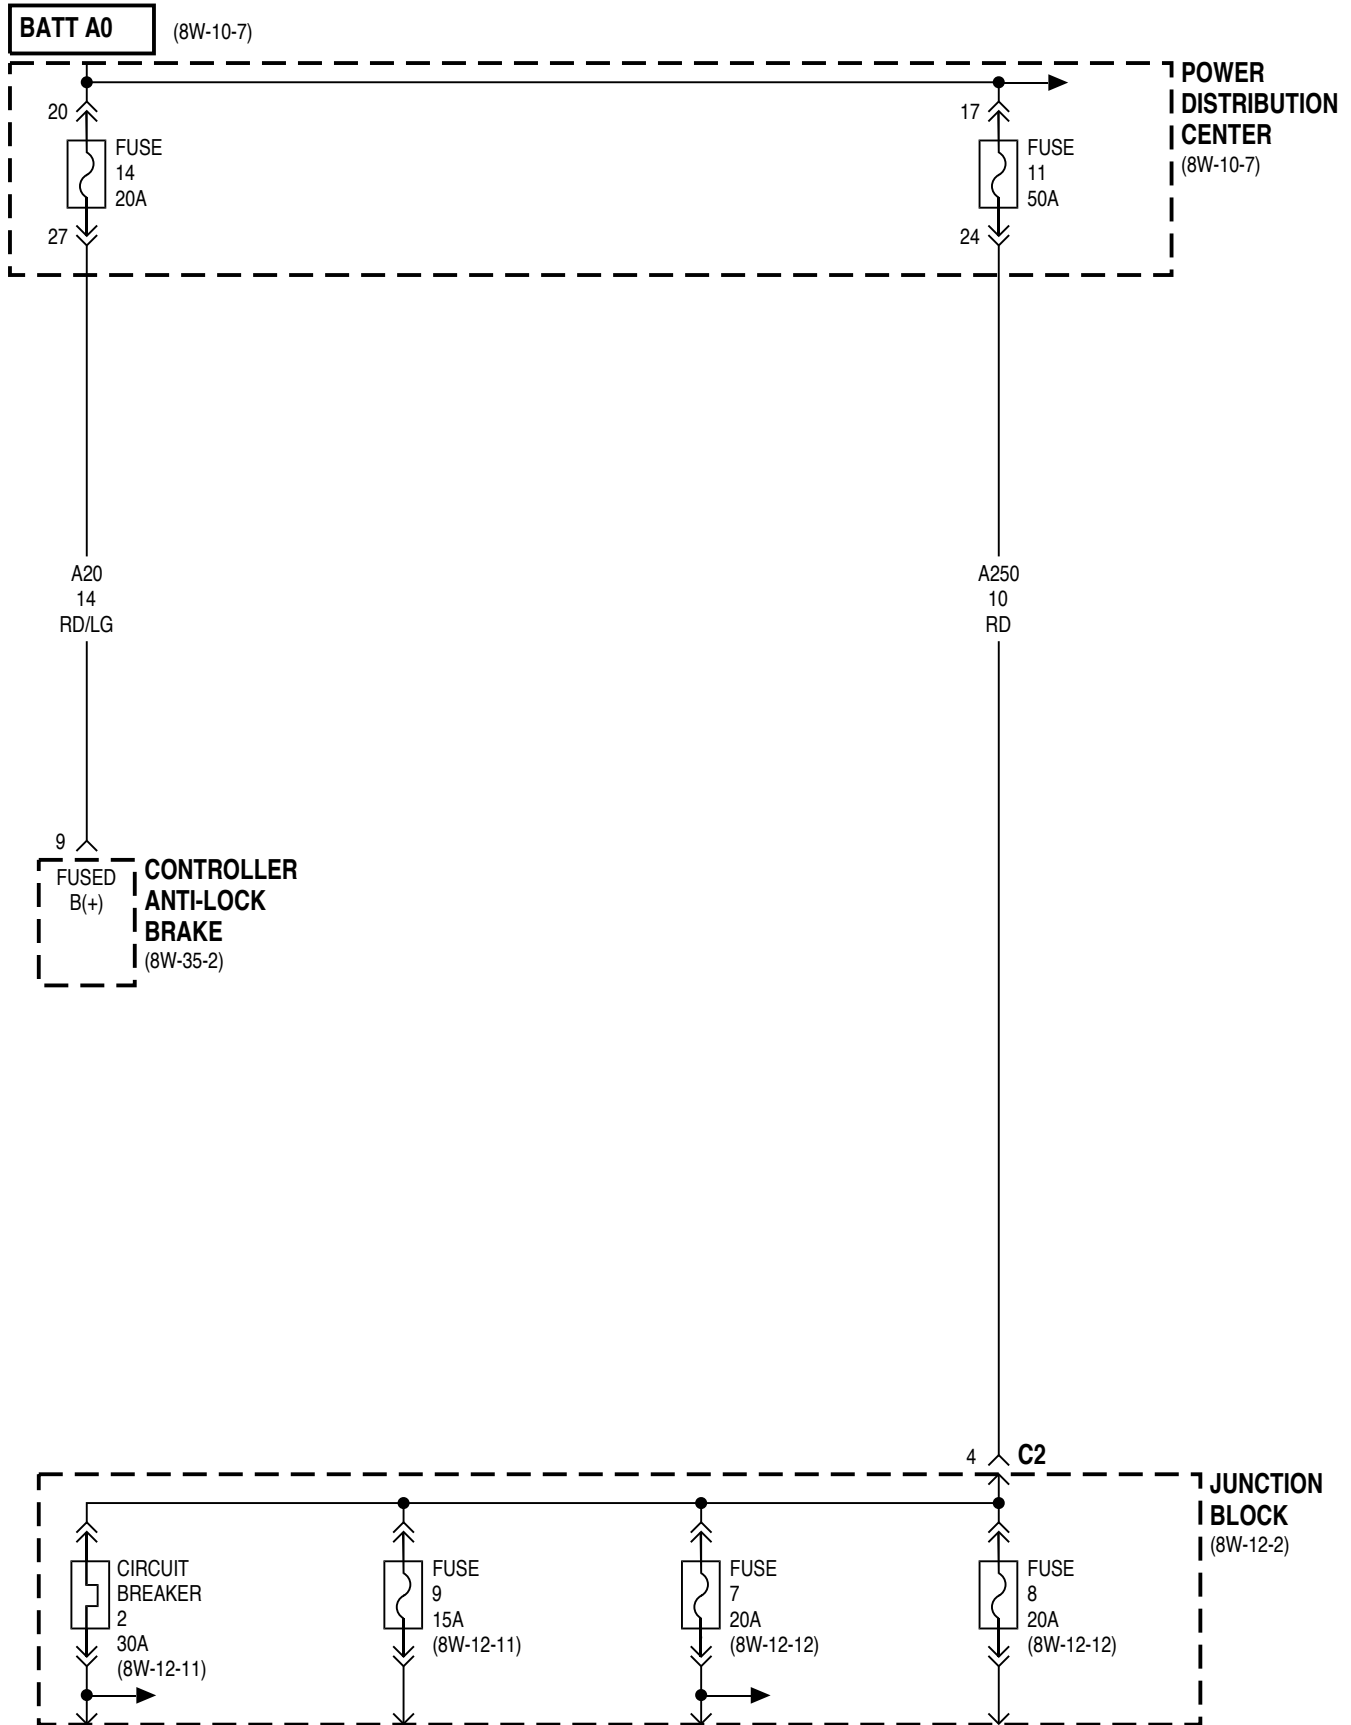 BATT A0
(8W-10-7)
POWER
DISTRIBUTION
CENTER
(8W-10-7)
20
FUSE
14
20A
27
17
FUSE
11
50A
24
A20
14
RD/LG
A250
10
RD
9
FUSED
B(+)
CONTROLLER
ANTI-LOCK
BRAKE
(8W-35-2)
4
C2
JUNCTION
BLOCK
(8W-12-2)
CIRCUIT
BREAKER
2
30A
(8W-12-11)
FUSE
9
15A
(8W-12-11)
FUSE
7
20A
(8W-12-12)
FUSE
8
20A
(8W-12-12)